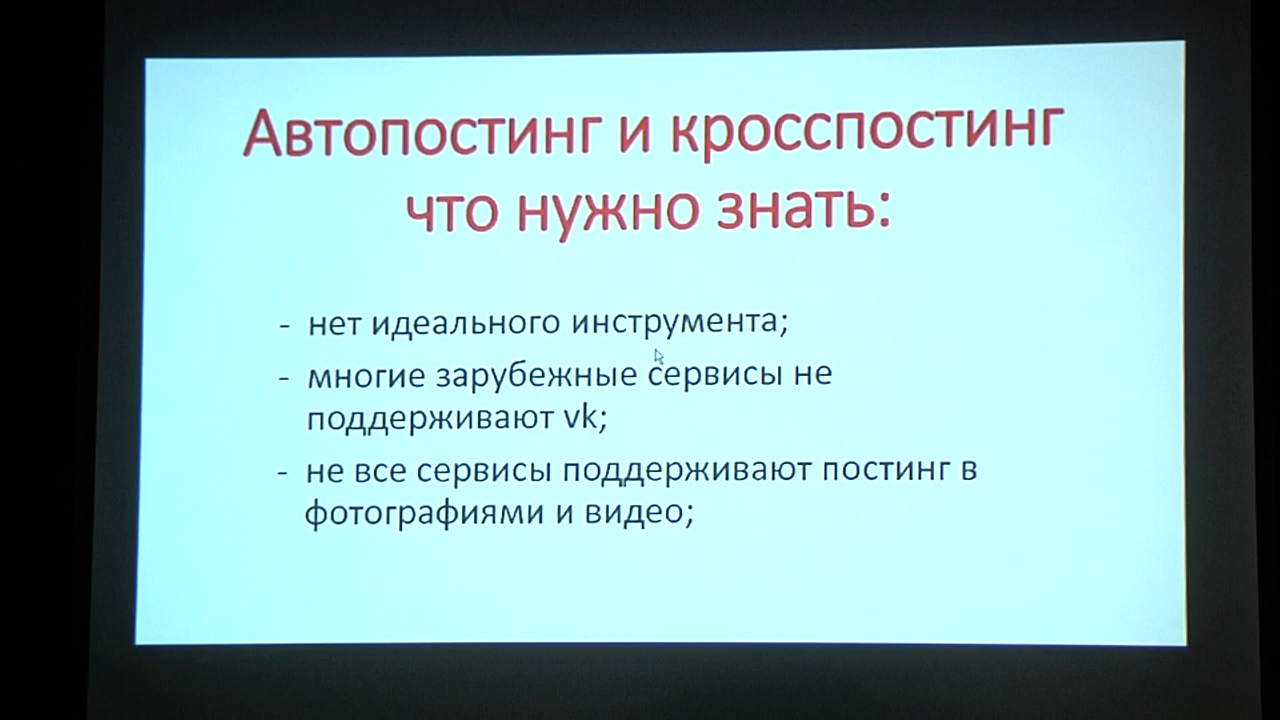 Автопостинг и кросспостинг
что нужно знать:
- нет идеального инструмента;
- многие зарубежные сервисы не
поддерживают vk;
- не все сервисы поддерживают постинг в
фотографиями и видео;